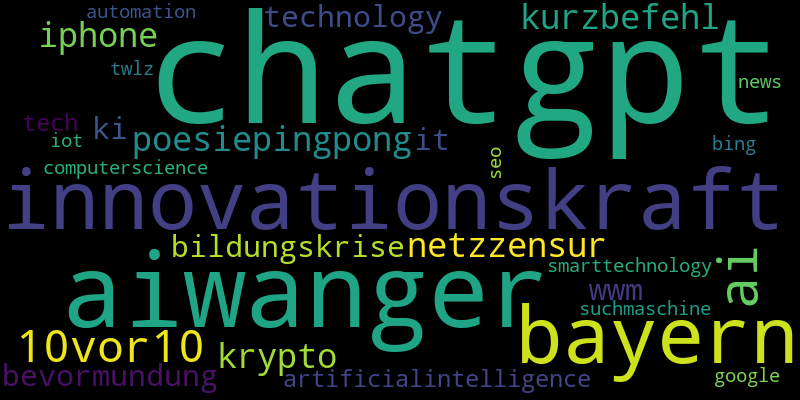 automation
technology
kurzbefehl
iphone
chatgpt
twlz
news
tech
ki
poesiepingpong
it
iot
bing
computerscience
seo
innovationskraft
bildungskrise
netzzensur
aiwanger
smarttechnology
ai
wwm
suchmaschine
bayern
10vor10
krypto
bevormundung
artificialintelligence
google